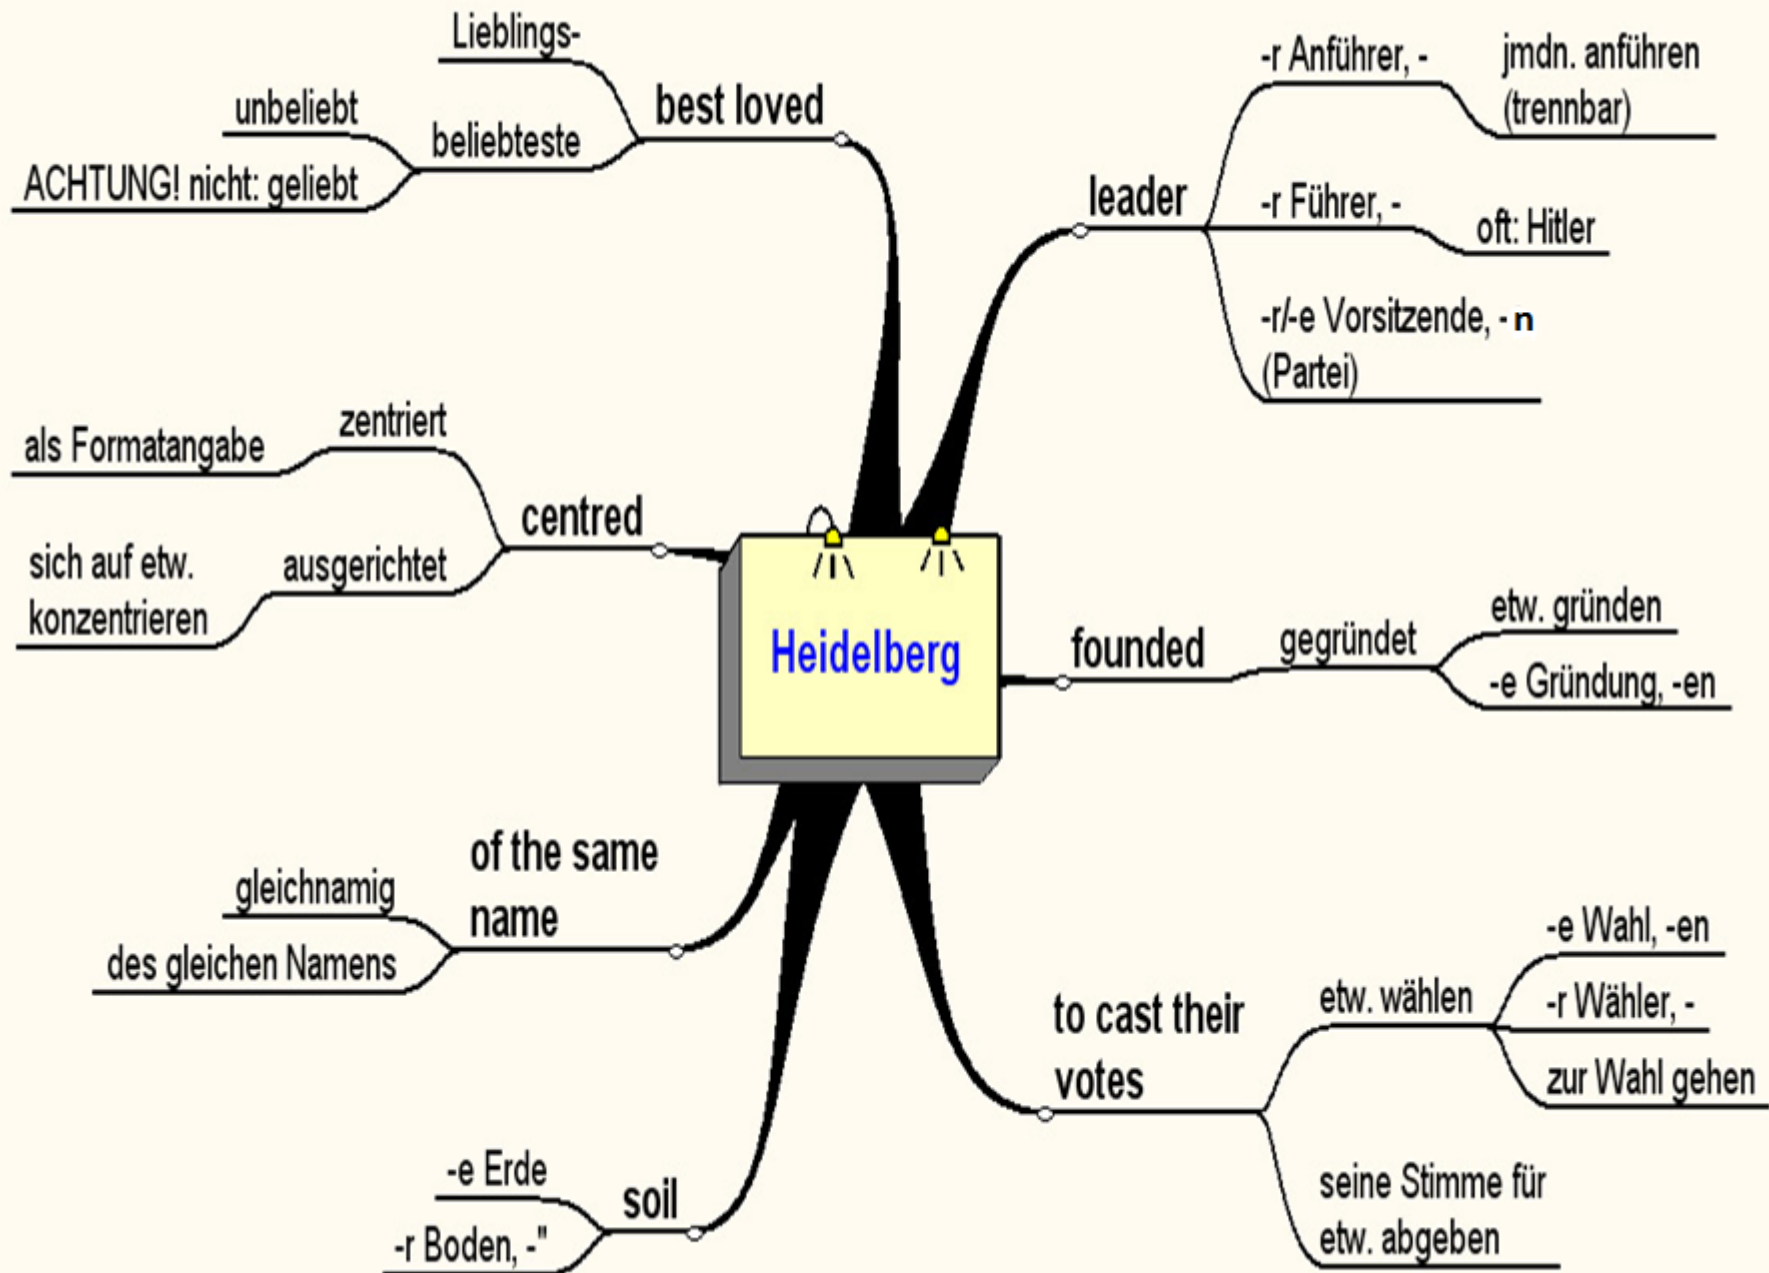 Lieblings-
unbeliebt
beliebteste
ACHTUNG! nicht: geliebt
best loved
-r Anführer, -
jmdn. anführen
(trennbar)
leader
-r Führer, -
oft: Hitler
-r/-e Vorsitzende, - n
(Partei)
zentriert
als Formatangabe
centred
sich auf etw.
konzentrieren
ausgerichtet
Heidelberg
founded
gegründet
etw. gründen
-e Gründung, -en
of the same
name
gleichnamig
des gleichen Namens
to cast their
votes
etw. wählen
-e Wahl, -en
-r Wähler, -
zur Wahl gehen
seine Stimme für
etw. abgeben
-e Erde
soil
-r Boden, -"